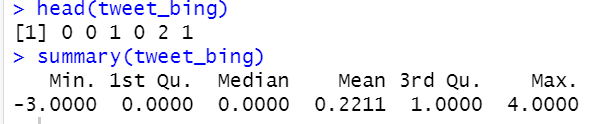 > head(tweet_bing)
[1] 0 0 1 0 2 1
> summary(tweet_bing)
Min. 1st Qu. Median Mean 3rd Qu. Max.
-3.0000 0.0000 0.0000 0.2211 1.0000 4.0000